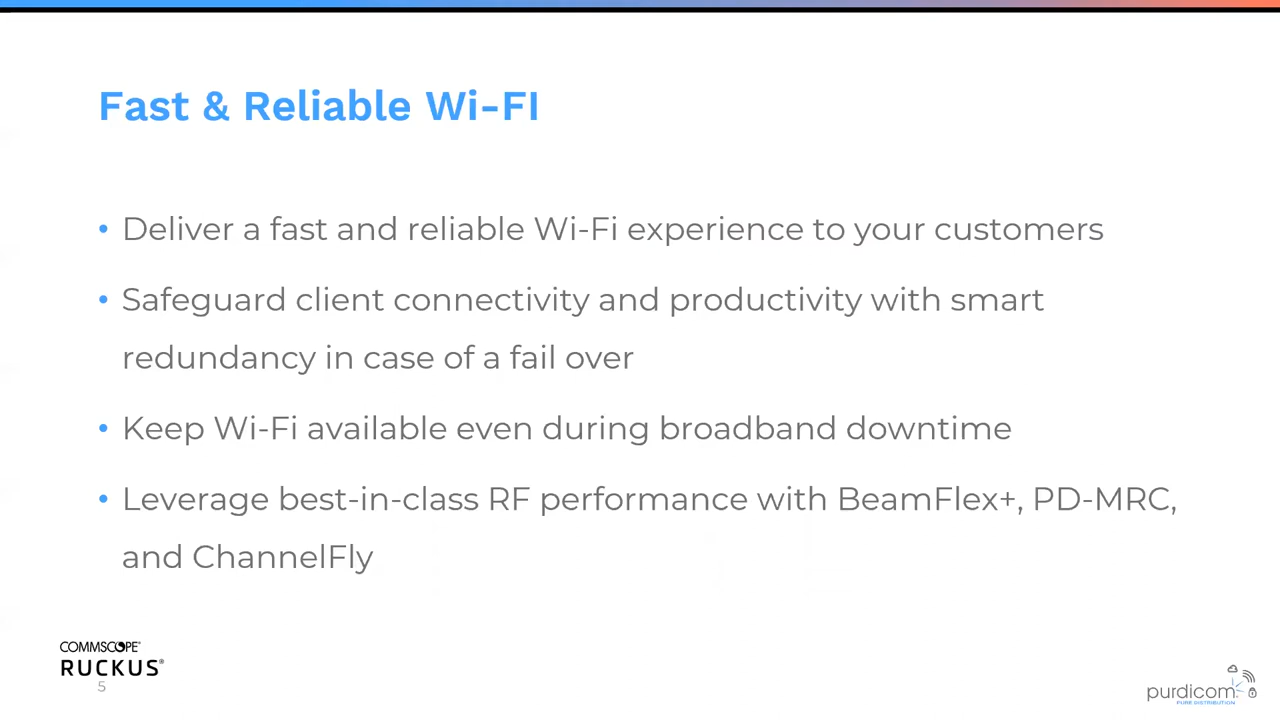 Fast & Reliable Wi-FI
• Deliver a fast and reliable Wi-Fi experience to your customers
• Safeguard client connectivity and productivity with smart
redundancy in case of a fail over
• Keep Wi-Fi available even during broadband downtime
• Leverage best-in-class RF performance with BeamFlex+, PD-MRC,
and ChannelFly
COMMSCOPE™
RUCKUS®
5
purdicom
PURE DISTRIBUTION